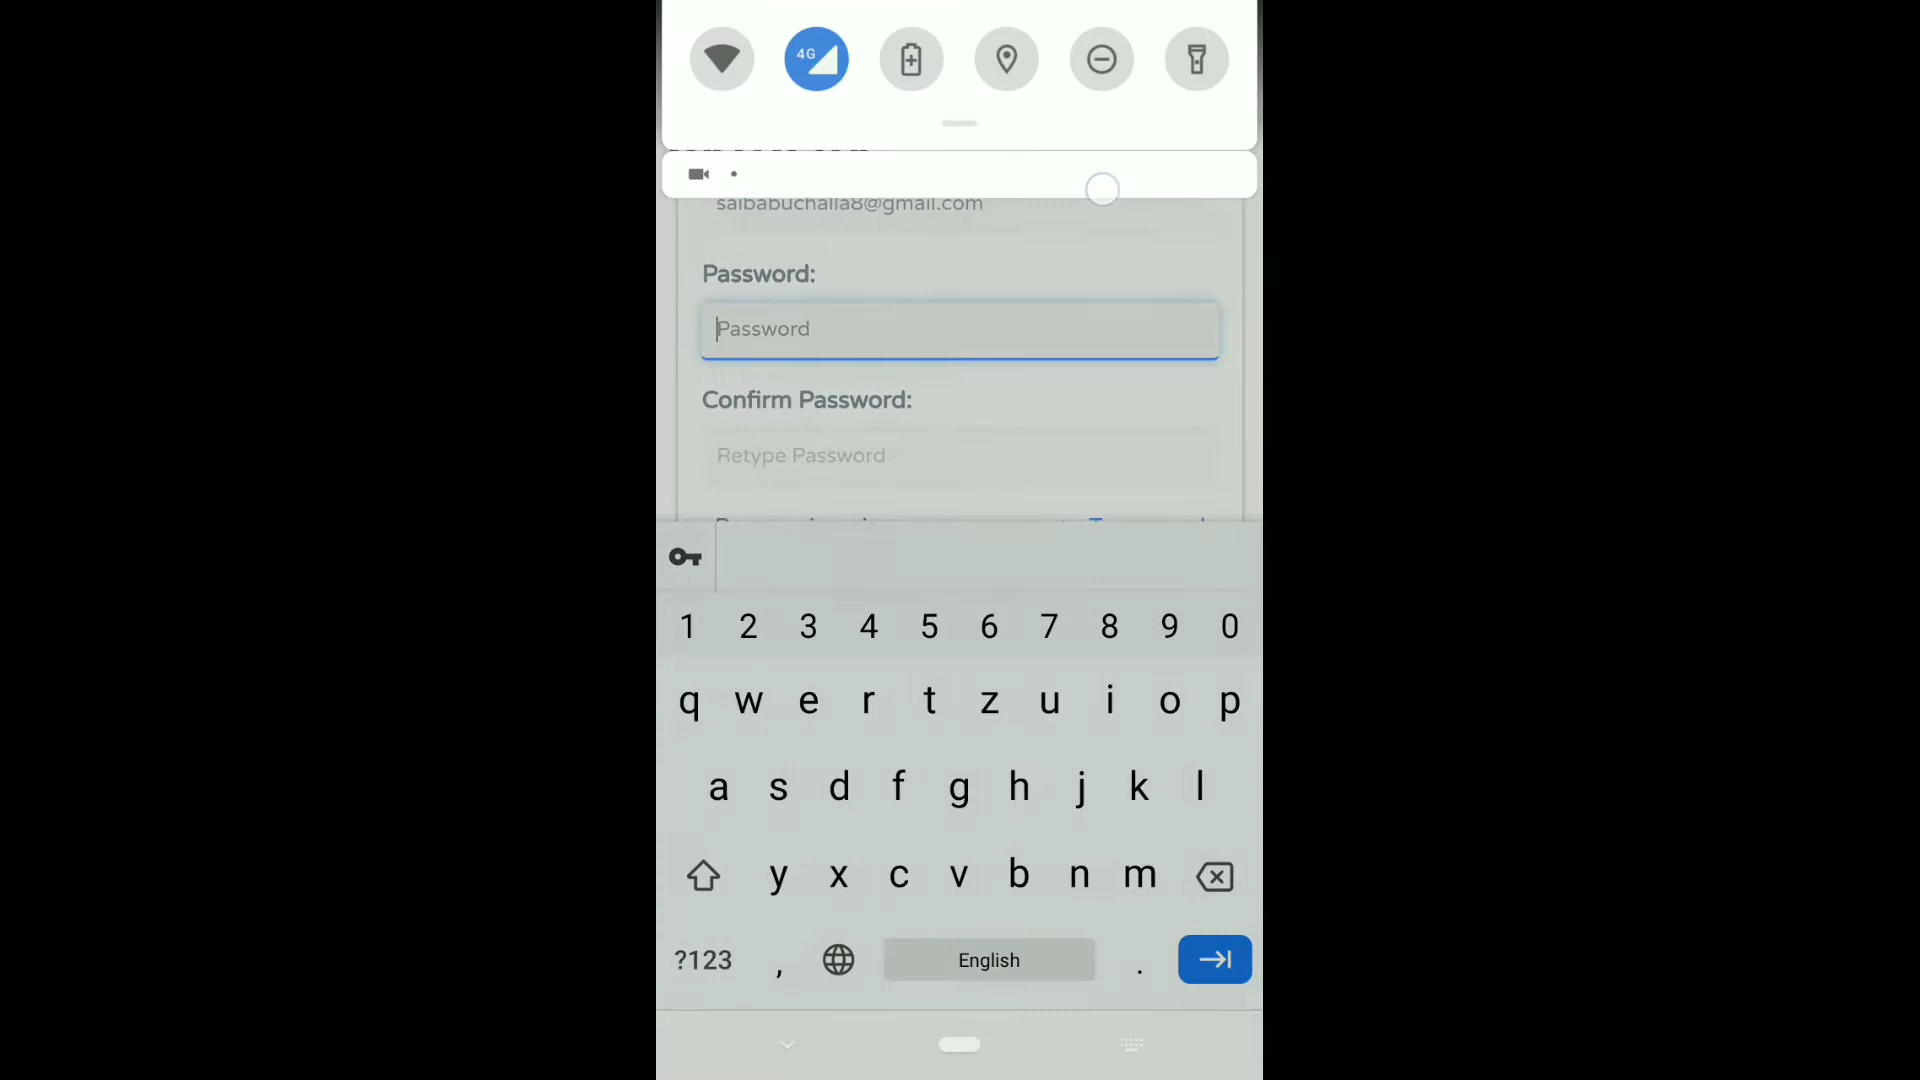 4G
saibabuchalla8@gmail.com
Password:
Password
Confirm Password:
Retype Password
1 2 3 4 5 6 7 8 9 0
q w e r t z u i o p
a s d f g h j k l
y x c v b n m
?123 , English .